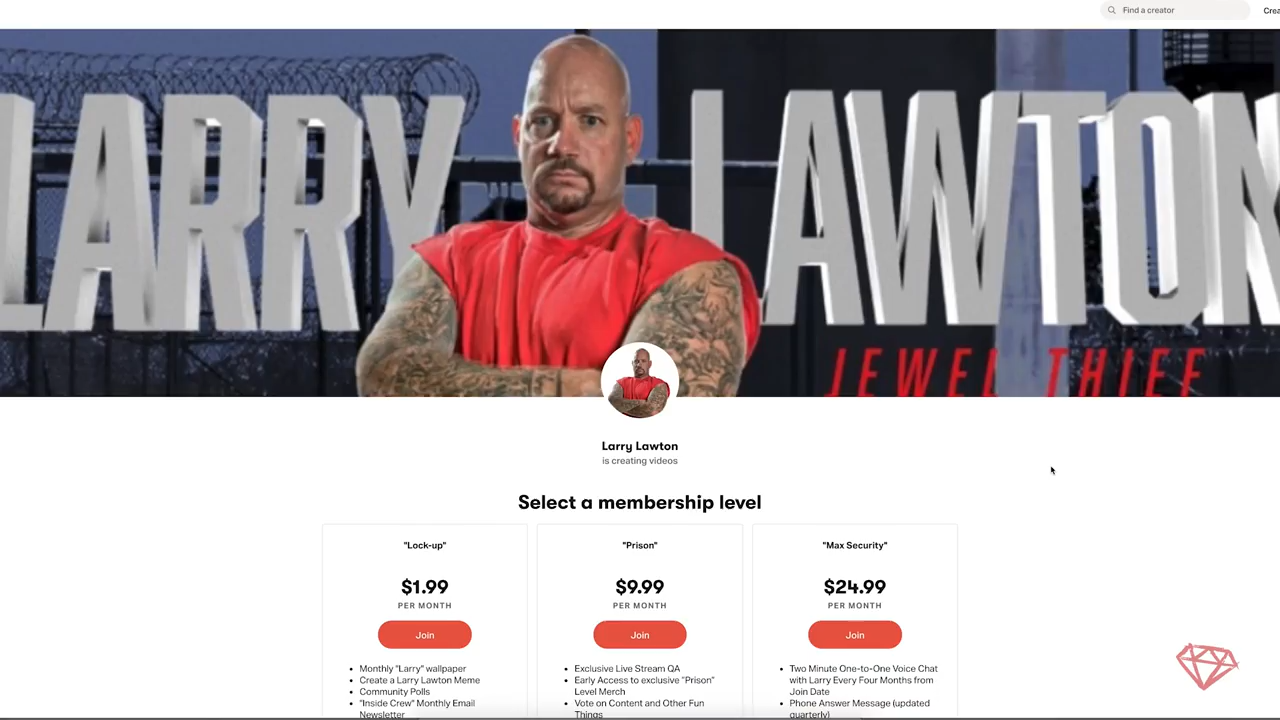 Find a creator
Crea
LARRY LAWTON
JEWEL THIEF
Larry Lawton
is creating videos
Select a membership level
"Lock-up"
$1.99
PER MONTH
Join
Monthly "Larry" wallpaper
Create a Larry Lawton Meme
Community Polls
"Inside Crew" Monthly Email
Newsletter
"Prison"
$9.99
PER MONTH
Join
Exclusive Live Stream QA
Early Access to exclusive "Prison"
Level Merch
Vote on Content and Other Fun
Things
"Max Security"
$24.99
PER MONTH
Join
Two Minute One-to-One Voice Chat
with Larry Every Four Months from
Join Date
Phone Answer Message (updated
quarterly)